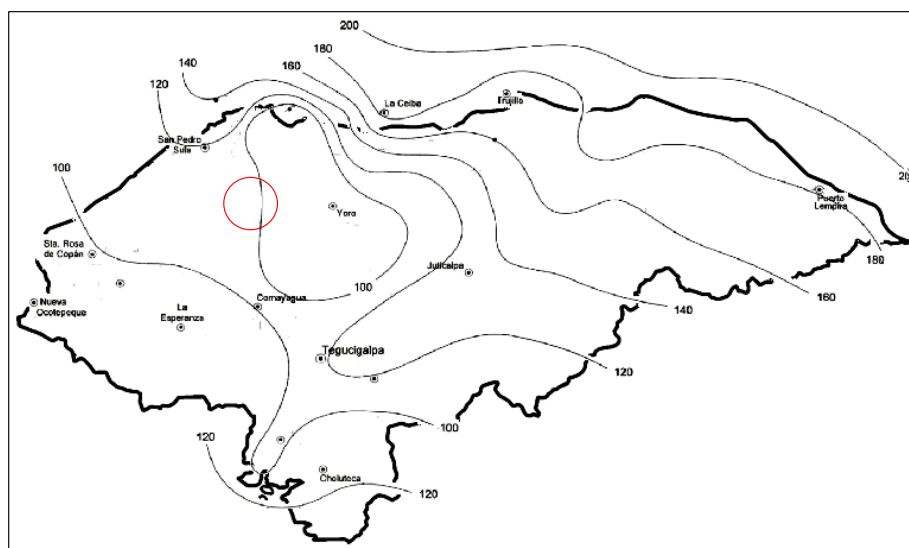 200
180
160
140
120
La Ceiba
Trujillo
San Pedro
Sula
100
Puerto
Lempira
Yoro
180
Sta. Rosa
de Copán
Juticalpa
100
Comayagua
160
Nueva
Ocotepeque
La
Esperanza
140
Tegucigalpa
120
100
120
Choluteca
120